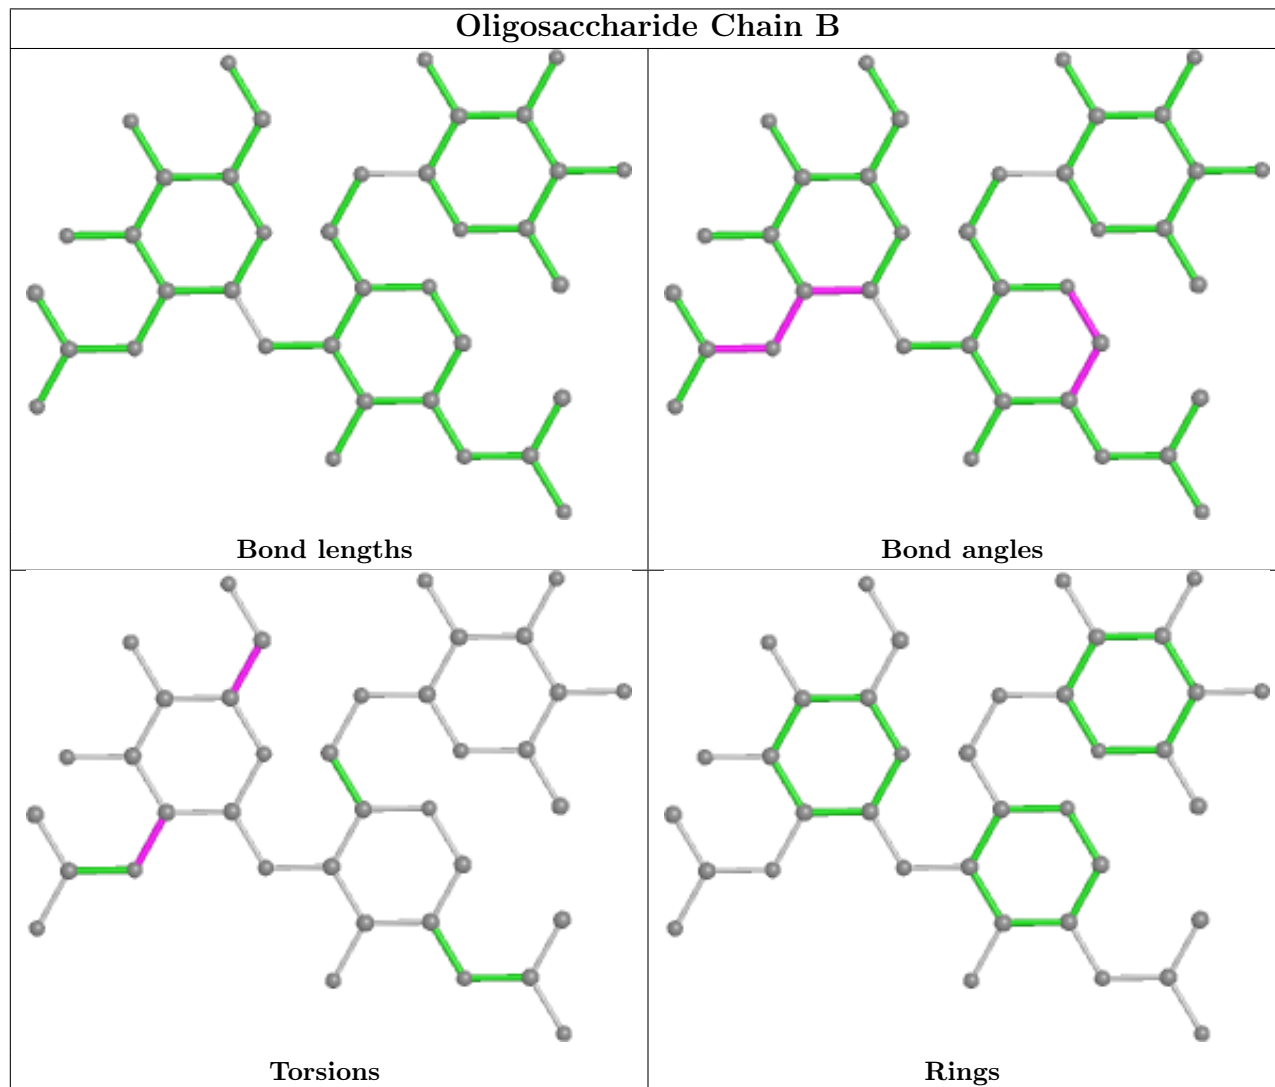 Oligosaccharide Chain B
Bond lengths
Bond angles
Torsions
Rings